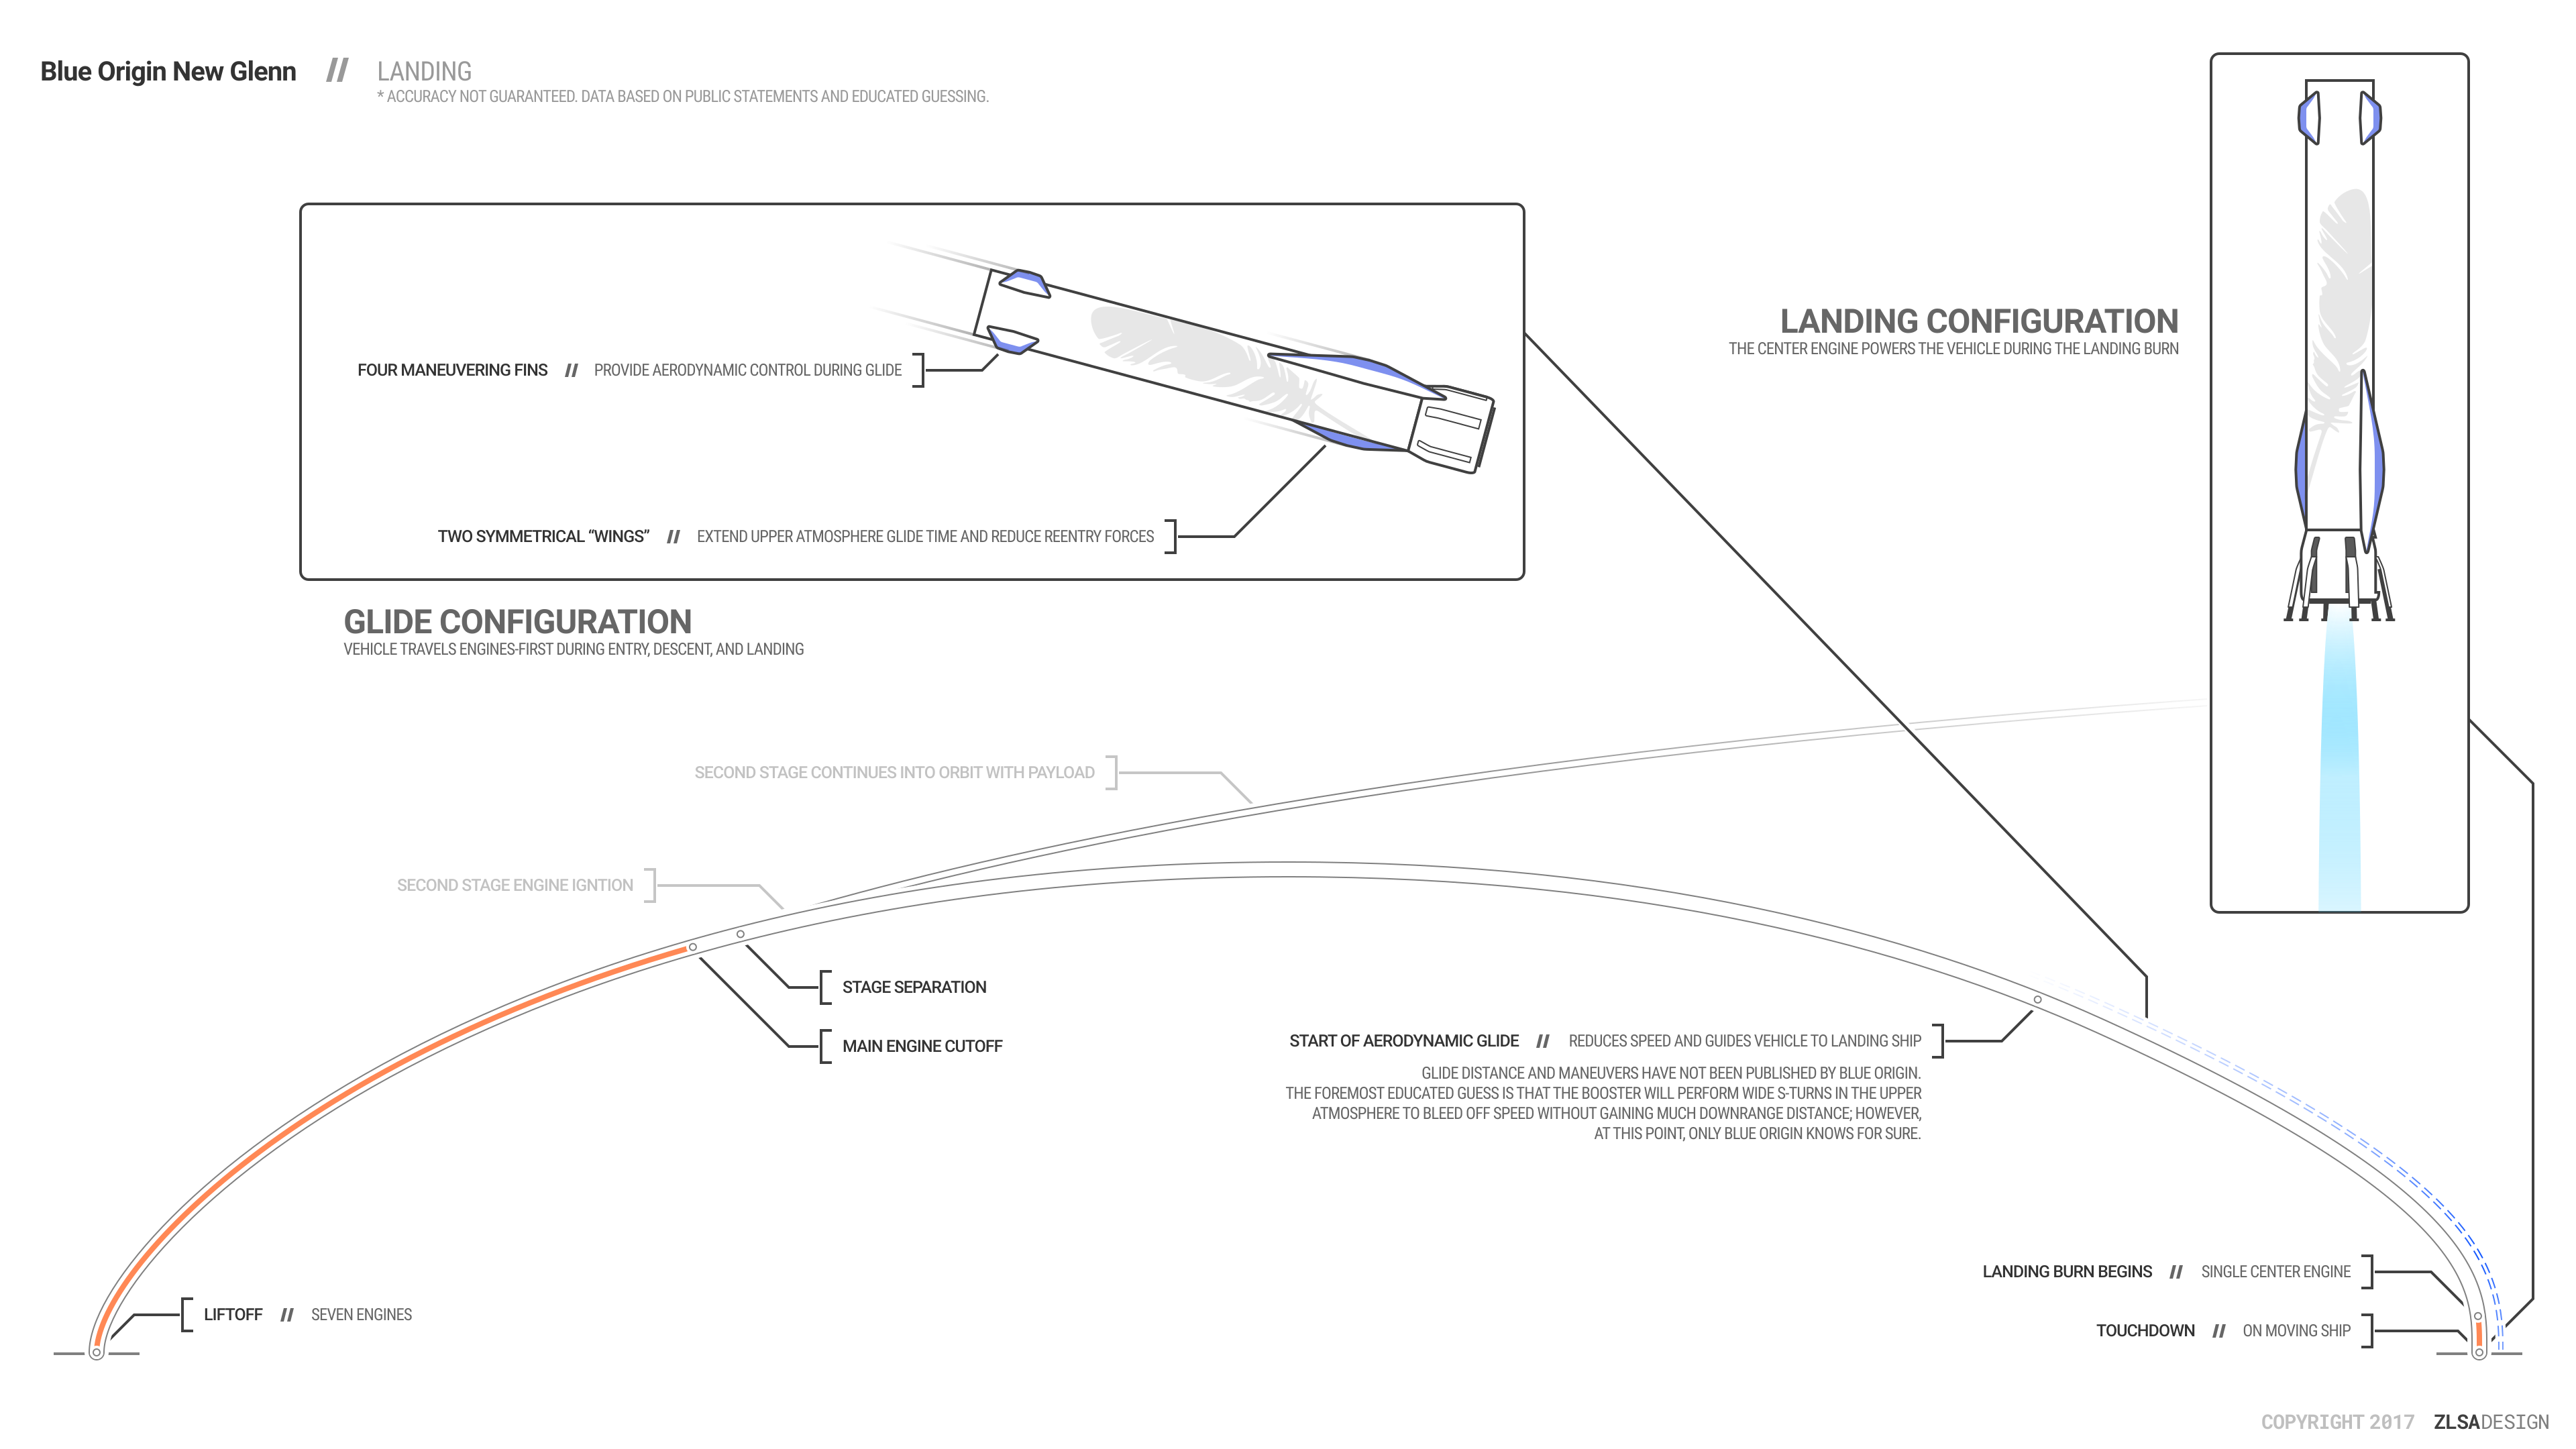 Blue Origin New Glenn // LANDING
* ACCURACY NOT GUARANTEED. DATA BASED ON PUBLIC STATEMENTS AND EDUCATED GUESSING.
FOUR MANEUVERING FINS // PROVIDE AERODYNAMIC CONTROL DURING GLIDE
TWO SYMMETRICAL “WINGS” // EXTEND UPPER ATMOSPHERE GLIDE TIME AND REDUCE REENTRY FORCES
GLIDE CONFIGURATION
VEHICLE TRAVELS ENGINES-FIRST DURING ENTRY, DESCENT, AND LANDING
LANDING CONFIGURATION
THE CENTER ENGINE POWERS THE VEHICLE DURING THE LANDING BURN
SECOND STAGE CONTINUES INTO ORBIT WITH PAYLOAD
SECOND STAGE ENGINE IGNTION
STAGE SEPARATION
MAIN ENGINE CUTOFF
START OF AERODYNAMIC GLIDE // REDUCES SPEED AND GUIDES VEHICLE TO LANDING SHIP
GLIDE DISTANCE AND MANEUVERS HAVE NOT BEEN PUBLISHED BY BLUE ORIGIN.
THE FOREMOST EDUCATED GUESS IS THAT THE BOOSTER WILL PERFORM WIDE S-TURNS IN THE UPPER
ATMOSPHERE TO BLEED OFF SPEED WITHOUT GAINING MUCH DOWNRANGE DISTANCE; HOWEVER,
AT THIS POINT, ONLY BLUE ORIGIN KNOWS FOR SURE.
LIFTOFF // SEVEN ENGINES
LANDING BURN BEGINS // SINGLE CENTER ENGINE
TOUCHDOWN // ON MOVING SHIP
COPYRIGHT 2017 ZLSADESIGN